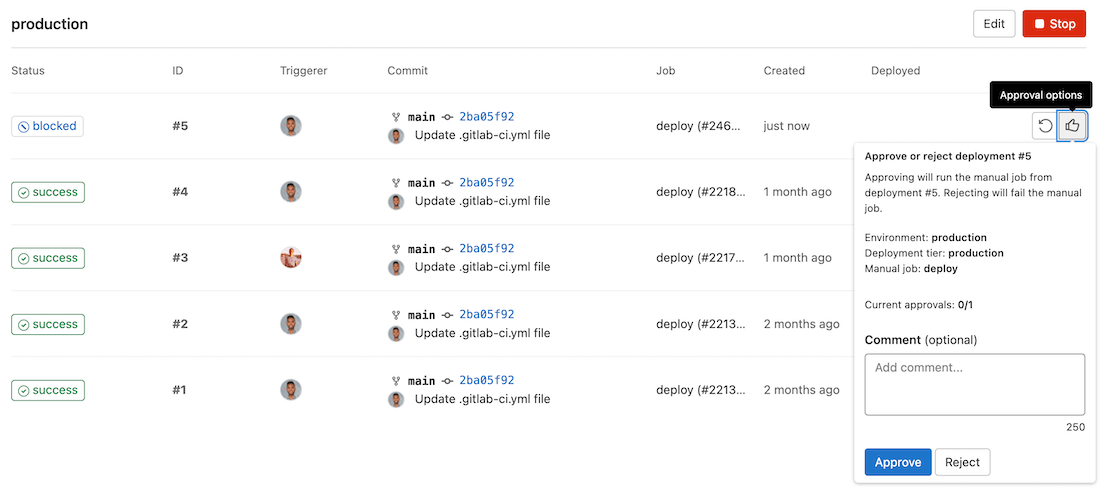 production
Edit
Stop
Status ID Triggerer Commit Job Created Deployed
Approval options
blocked #5 main 2ba05f92 deploy (#246... just now
Update .gitlab-ci.yml file
success #4 main 2ba05f92 deploy (#2218... 1 month ago
Update .gitlab-ci.yml file
success #3 main 2ba05f92 deploy (#2217... 1 month ago
Update .gitlab-ci.yml file
success #2 main 2ba05f92 deploy (#2213... 2 months ago
Update .gitlab-ci.yml file
success #1 main 2ba05f92 deploy (#2213... 2 months ago
Update .gitlab-ci.yml file
Approve or reject deployment #5
Approving will run the manual job from
deployment #5. Rejecting will fail the manual
job.
Environment: production
Deployment tier: production
Manual job: deploy
Current approvals: 0/1
Comment (optional)
Add comment...
250
Approve
Reject